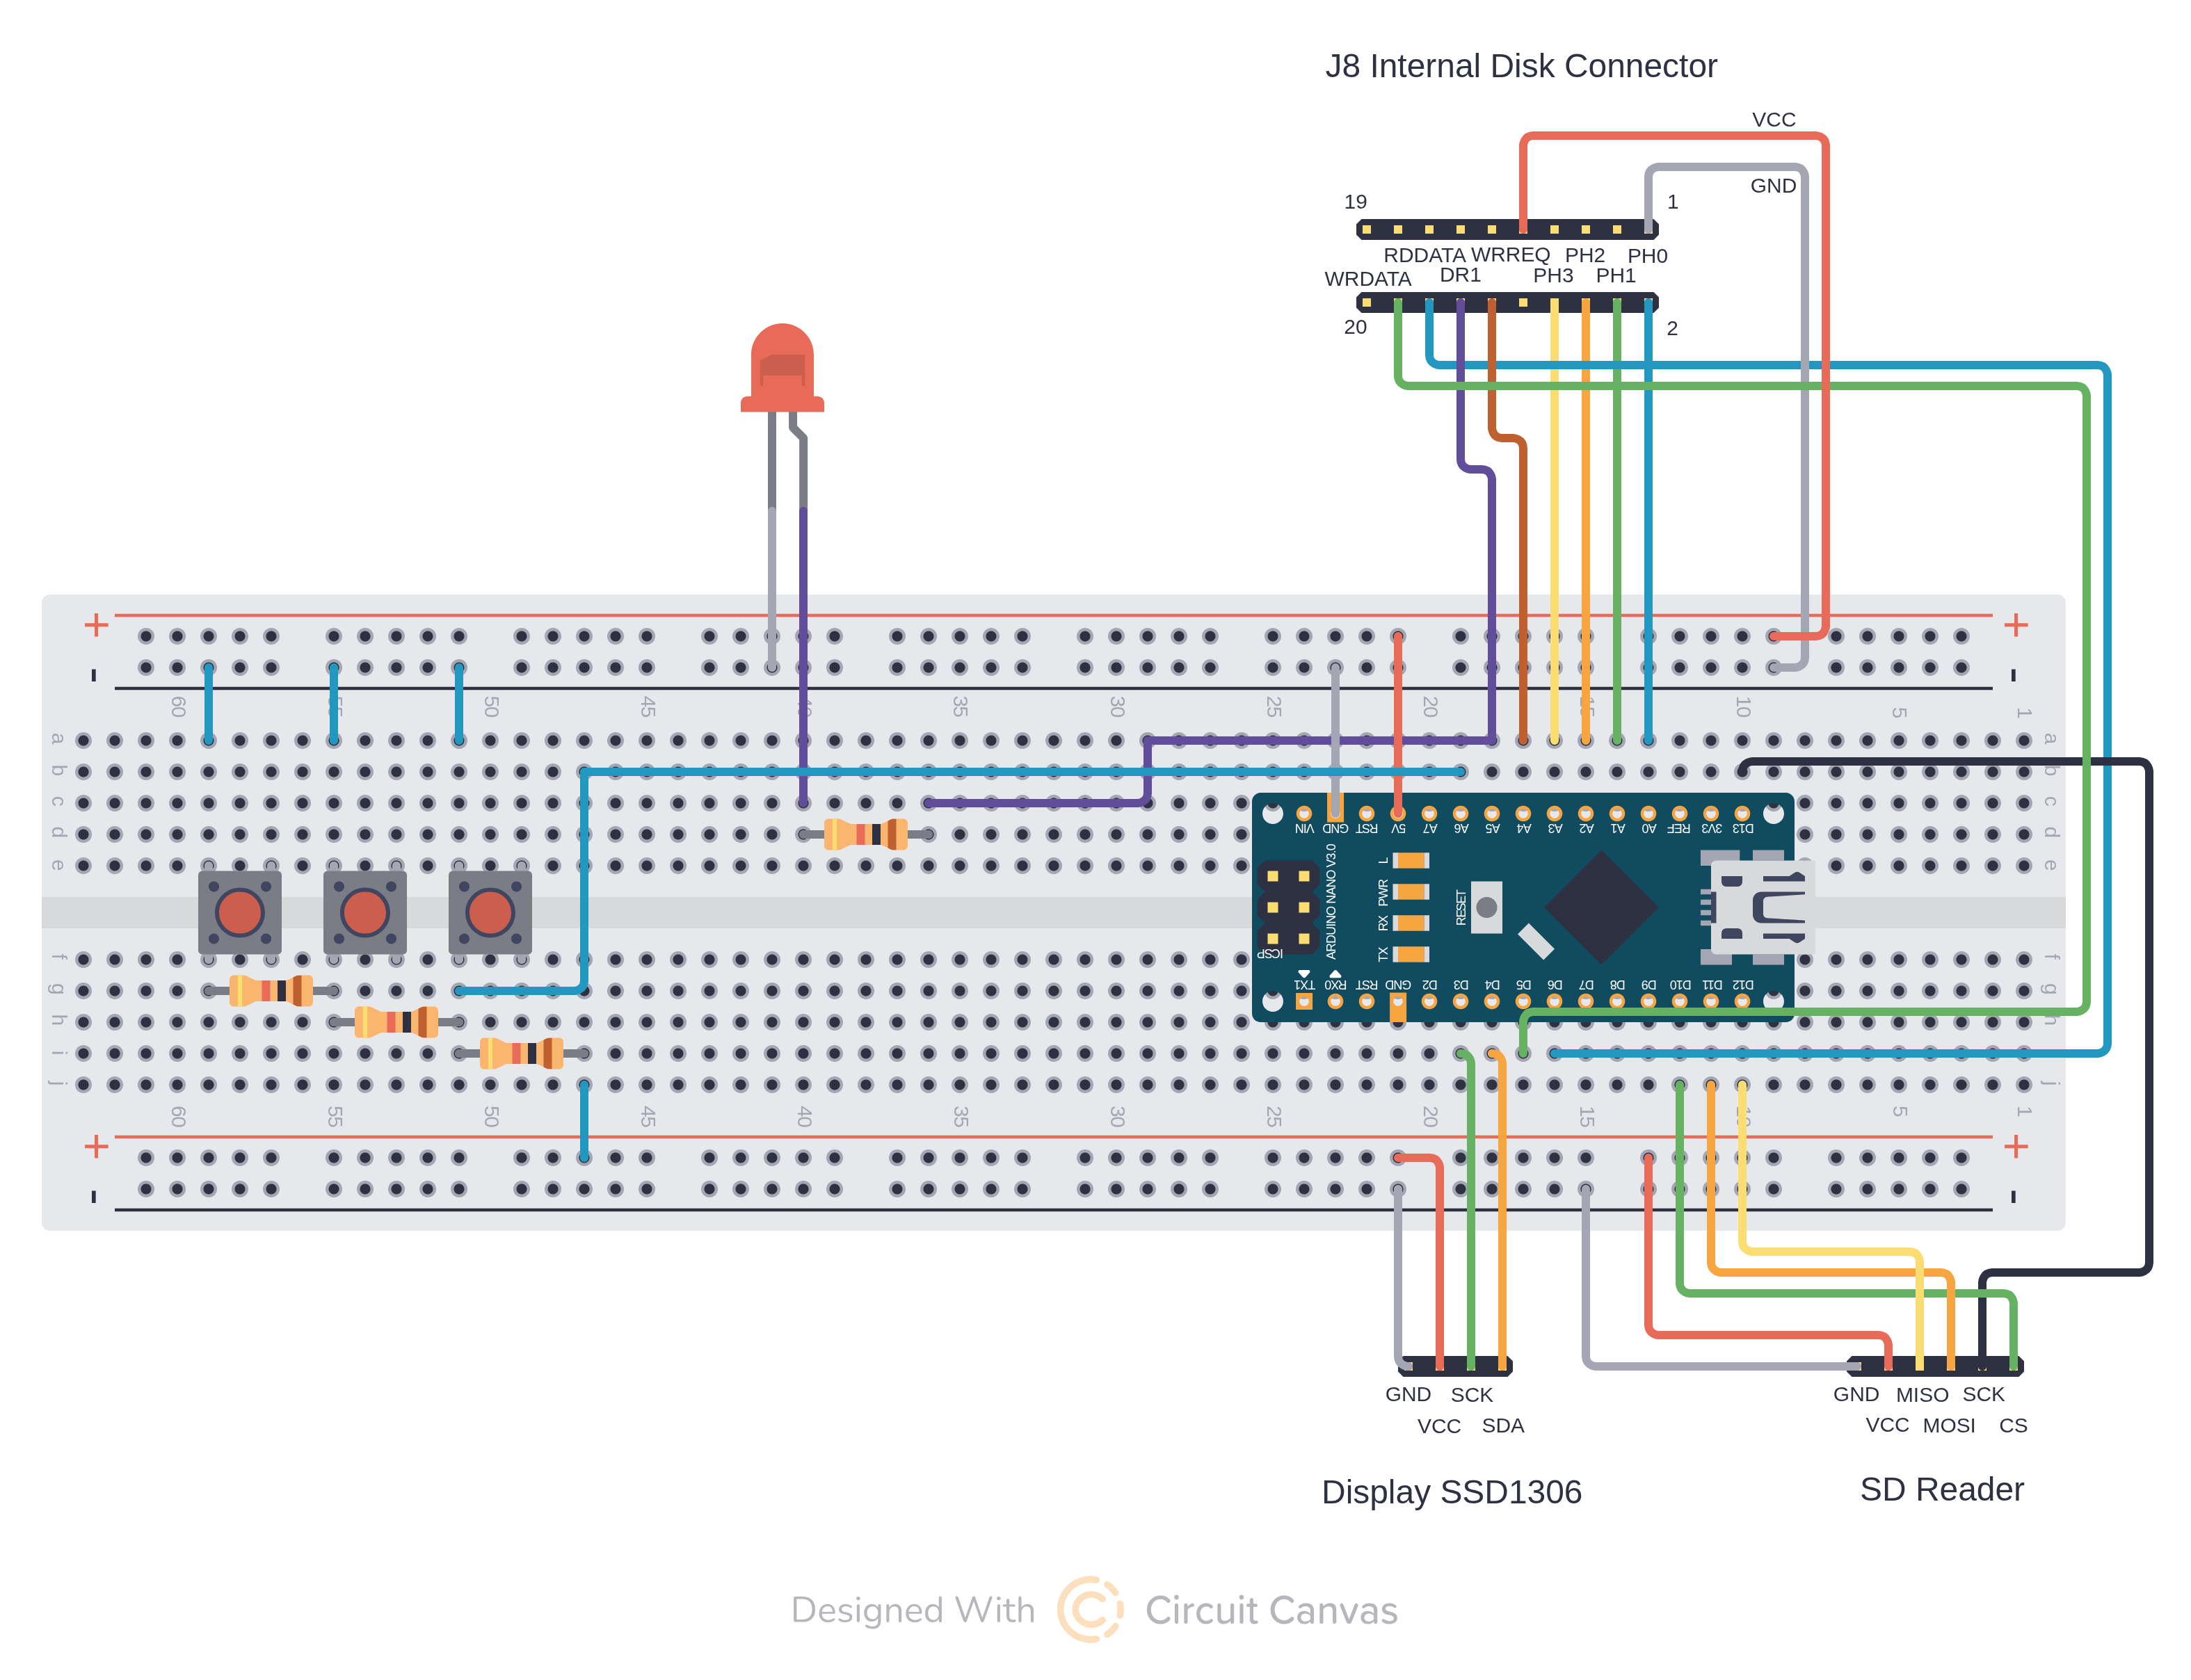 J8 Internal Disk Connector
VCC
GND
19
1
RDDATA WRREQ PH2 PH0
WRDATA DR1 PH3 PH1
20
2
+ +
- -
60 55 50 45 40 35 30 25 20 15 10 5 1
a a
b b
c c
d d
e e
VIN GND RST 5V A7 A6 A5 A4 A3 A2 A1 A0 REF 3V3 D13
ARDUINO NANO V3.0
L
PWR
RX
TX
RESET
ICSP
TX1 RX0 RST GND D2 D3 D4 D5 D6 D7 D8 D9 D10 D11 D12
f f
g g
h h
i
j j
60 55 50 45 40 35 30 25 20 15 10 5 1
+ +
- -
GND SCK
VCC SDA
GND MISO SCK
VCC MOSI CS
Display SSD1306
SD Reader
Designed With Circuit Canvas